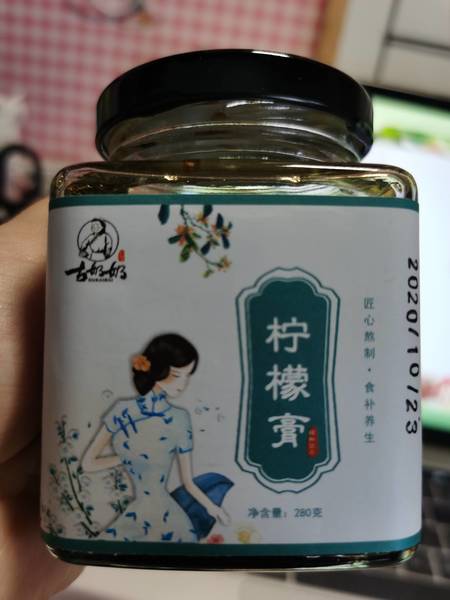 古奶奶
柠檬膏
匠心熬制·食补养生
净含量：280克
2020/10/23